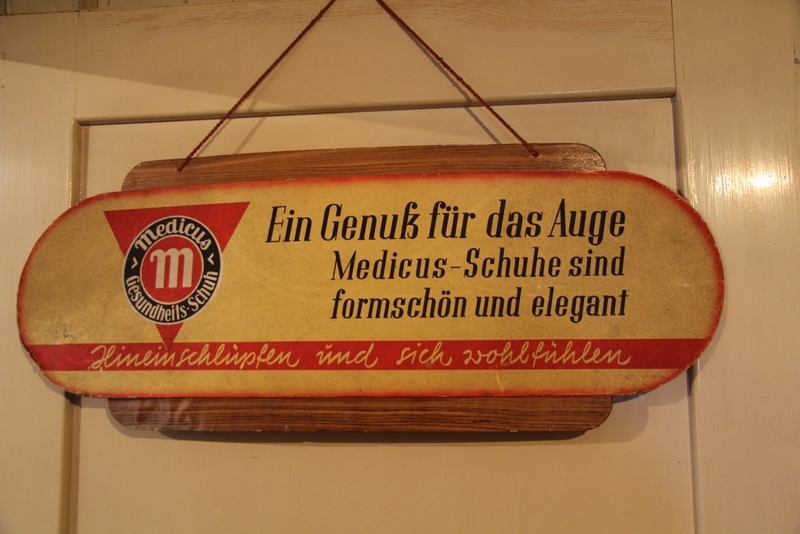 Medicus
m
Gesundheits-Schuh
Ein Genuß für das Auge
Medicus-Schuhe sind
formschön und elegant
Hineinschlüpfen und sich wohlfühlen